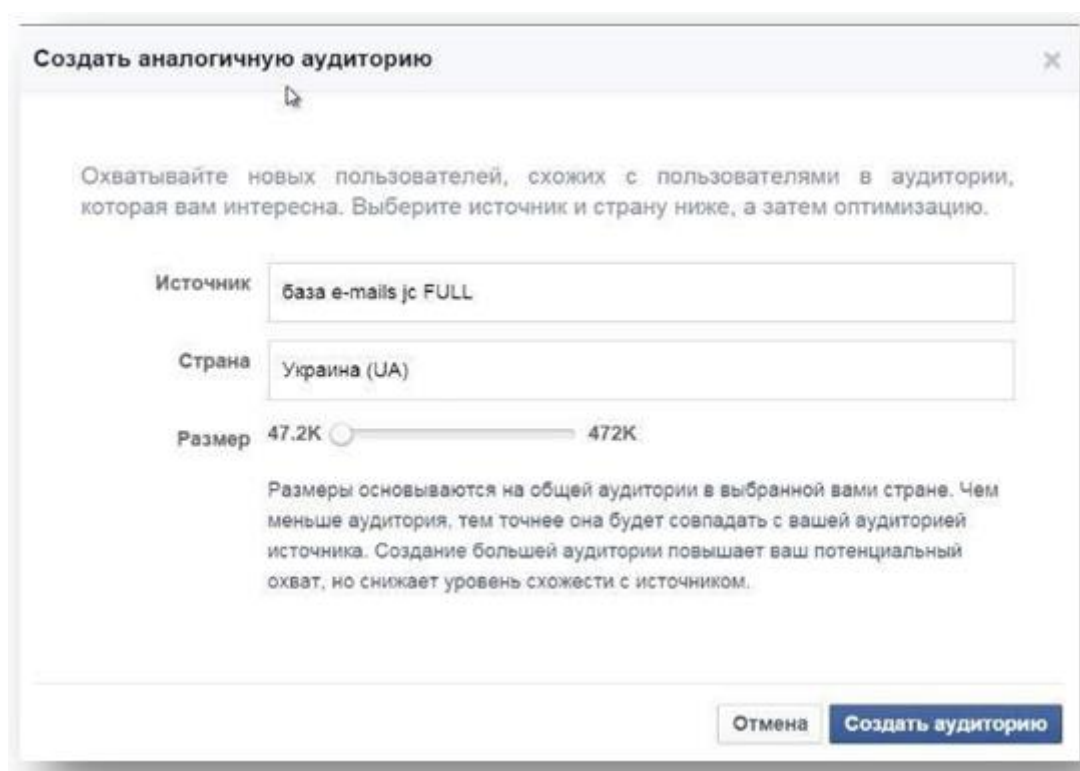 Создать аналогичную аудиторию
Охватывайте новых пользователей, схожих с пользователями в аудитории,
которая вам интересна. Выберите источник и страну ниже, а затем оптимизацию.
Источник база e-mails jc FULL
Страна Украина (UA)
Размер 47.2K 472K
Размеры основываются на общей аудитории в выбранной вами стране. Чем
меньше аудитория, тем точнее она будет совпадать с вашей аудиторией
источника. Создание большей аудитории повышает ваш потенциальный
охват, но снижает уровень схожести с источником.
Отмена Создать аудиторию